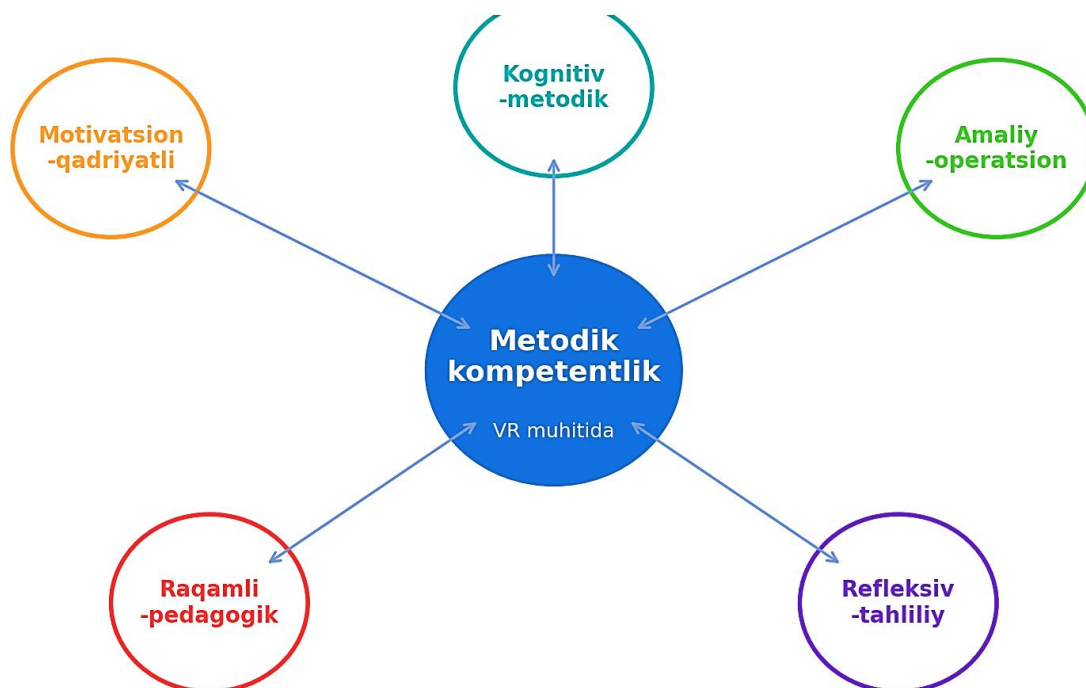 Kognitiv
-metodik
Motivatsion
-qadriyatli
Amaliy
-operatsion
Metodik
kompetentlik
VR muhitida
Raqamli
-pedagogik
Refleksiv
-tahliliy